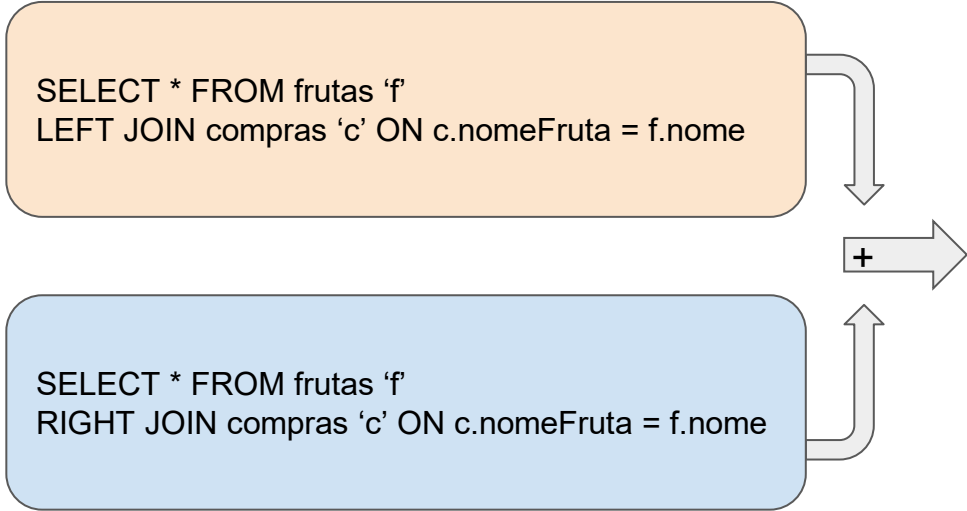 SELECT * FROM frutas ‘f’
LEFT JOIN compras ‘c’ ON c.nomeFruta = f.nome
+
SELECT * FROM frutas ‘f’
RIGHT JOIN compras ‘c’ ON c.nomeFruta = f.nome